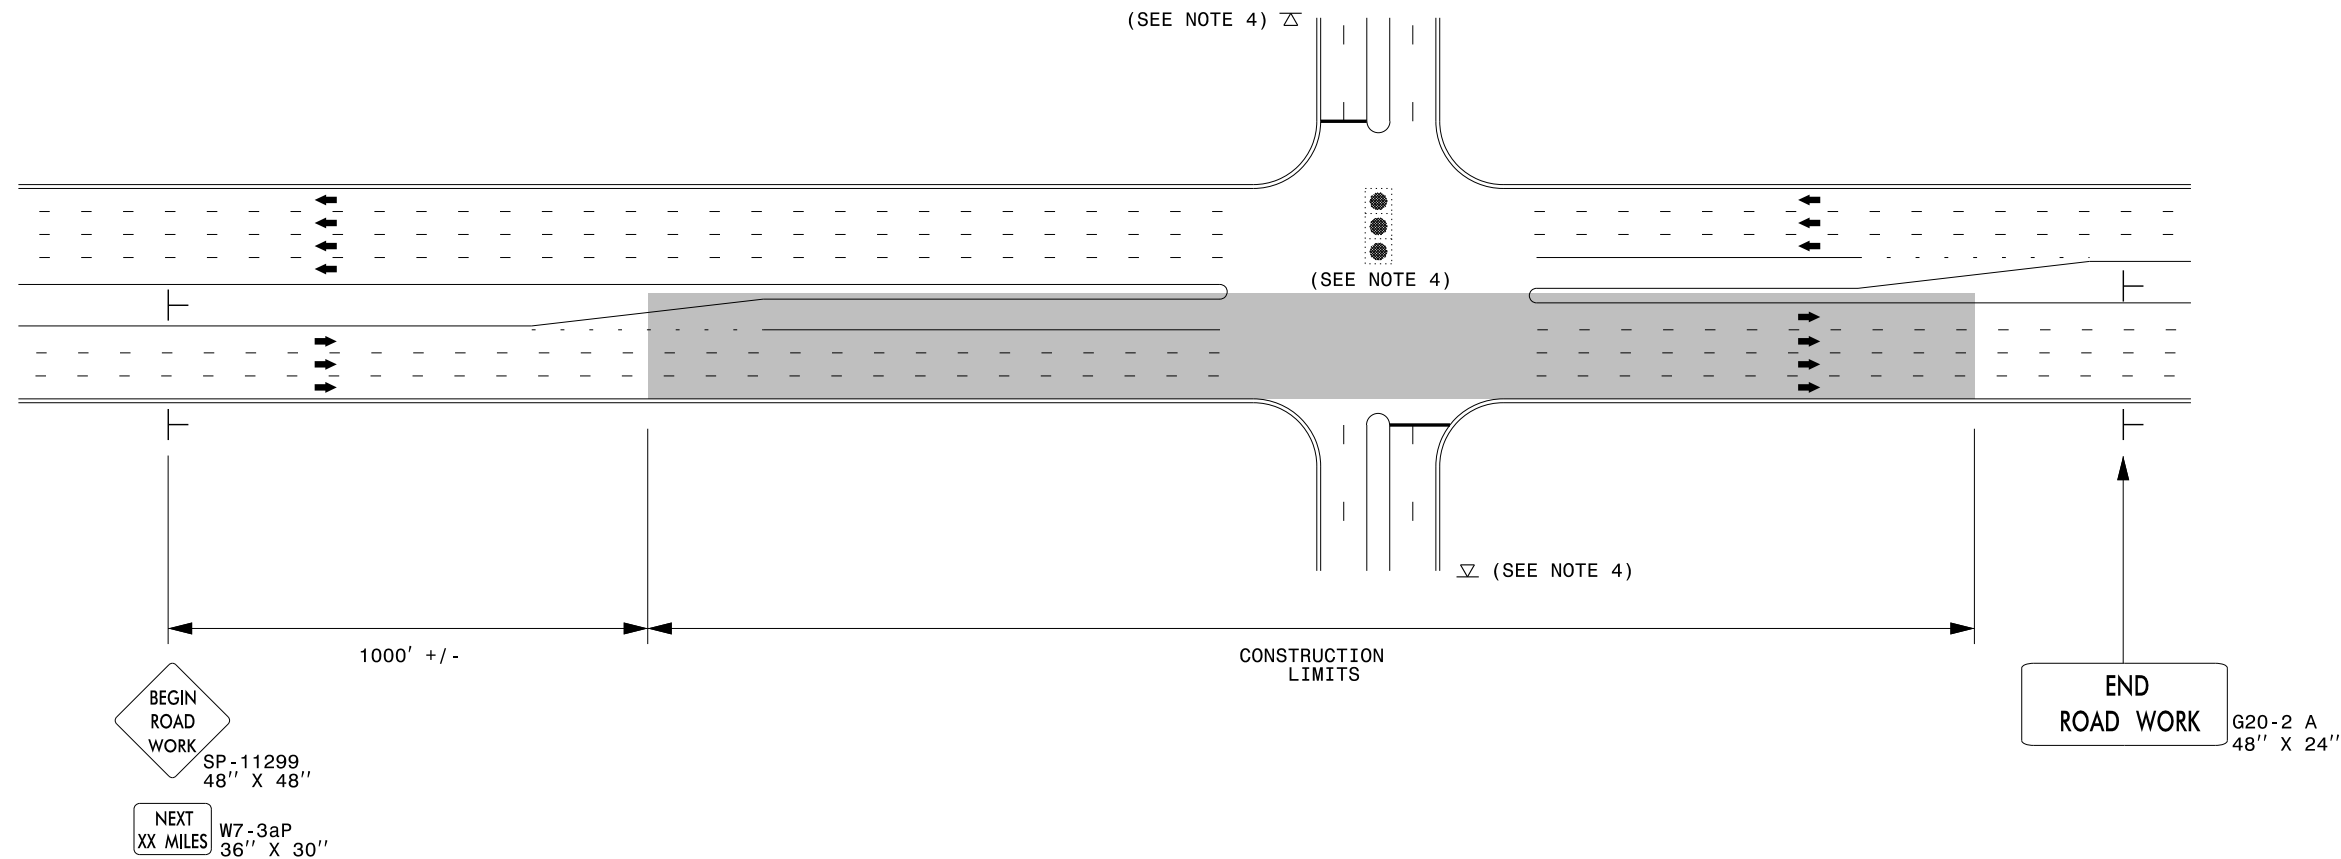 (SEE NOTE 4)
(SEE NOTE 4)
(SEE NOTE 4)
1000' +/-
CONSTRUCTION
LIMITS
BEGIN
ROAD
WORK
SP-11299
48'' X 48''
NEXT
XX MILES
W7-3aP
36'' X 30''
END
ROAD WORK
G20-2 A
48'' X 24''